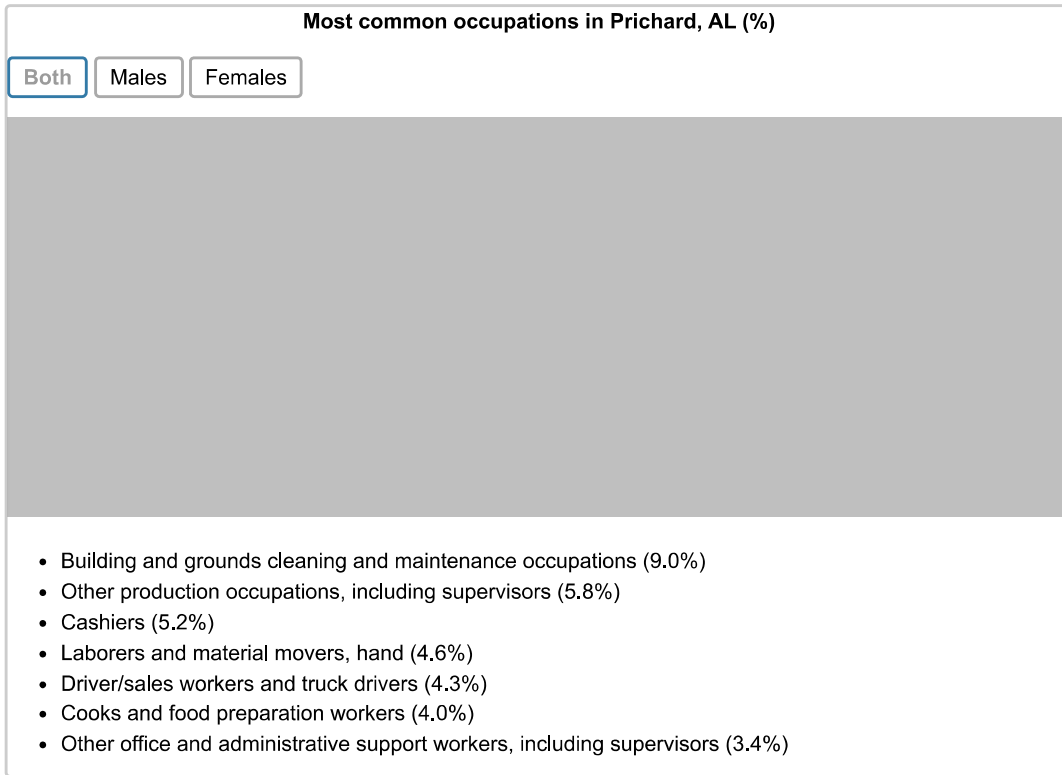 Most common occupations in Prichard, AL (%)
Both Males Females
• Building and grounds cleaning and maintenance occupations (9.0%)
• Other production occupations, including supervisors (5.8%)
• Cashiers (5.2%)
• Laborers and material movers, hand (4.6%)
• Driver/sales workers and truck drivers (4.3%)
• Cooks and food preparation workers (4.0%)
• Other office and administrative support workers, including supervisors (3.4%)